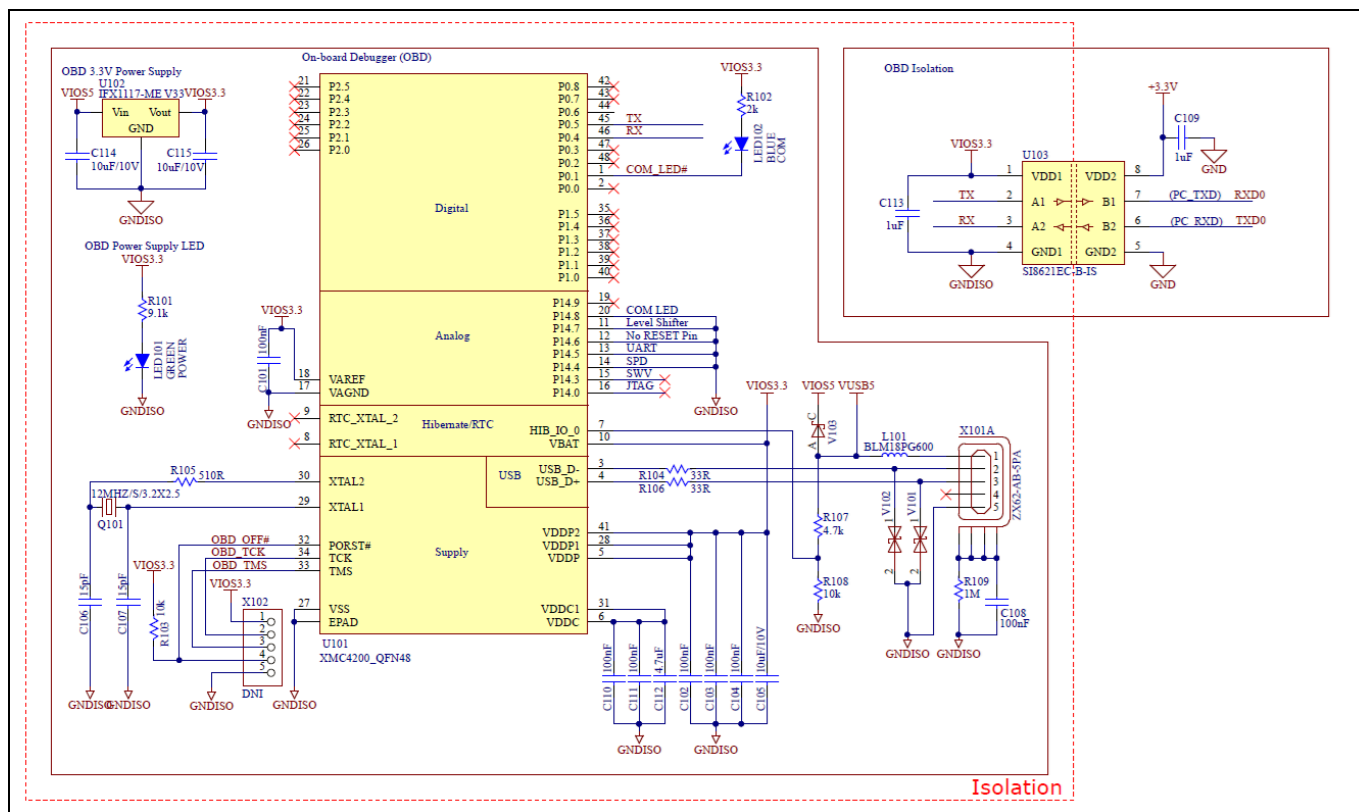 On-board Debugger (OBD)
OBD 3.3V Power Supply
U102
VIOS5
IFX1117-ME V33
VIOS3.3
Vin
Vout
GND
C114
10uF/10V
C115
10uF/10V
GNDISO
OBD Power Supply LED
VIOS3.3
R101
9.1k
LED101
GREEN
POWER
GNDISO
21
P2.5
22
P2.4
23
P2.3
24
P2.2
25
P2.1
26
P2.0
P0.8
42
P0.7
43
P0.6
44
P0.5
45
TX
P0.4
46
RX
P0.3
47
P0.2
48
P0.1
1
COM_LED#
P0.0
2
VIOS3.3
R102
2k
LED102
BLUE
COM
Digital
P1.5
35
P1.4
36
P1.3
37
P1.2
38
P1.1
39
P1.0
40
Analog
P14.9
19
P14.8
20
COM LED
P14.7
11
Level Shifter
P14.6
12
No RESET Pin
P14.5
13
UART
P14.4
14
SPD
P14.3
15
SWV
P14.0
16
JTAG
GNDISO
VIOS3.3
100nF
C101
18
VAREF
17
VAGND
GNDISO
9
RTC_XTAL_2
8
RTC_XTAL_1
Hibernate/RTC
HIB_IO_0
7
VBAT
10
VIOS3.3
VIOS5
VUSB5
C
V103
A
L101
BLM18PG600
X101A
1
2
3
4
5
ZX62-AB-5PA
USB
USB_D-
3
USB_D+
4
R104
33R
R106
33R
R105
510R
30
XTAL2
29
XTAL1
12MHZ/S/3.2X2.5
Q101
OBD_OFF#
32
PORST#
OBD_TCK
34
TCK
OBD_TMS
33
TMS
Supply
VDDP2
41
VDDP1
28
VDDP
5
27
VSS
EPAD
VDDC1
31
VDDC
6
U101
XMC4200_QFN48
15pF
C106
15pF
C107
VIOS3.3
10k
R103
VIOS3.3
X102
1
2
3
4
5
DNI
GNDISO
GNDISO
GNDISO
GNDISO
100nF
C110
100nF
C111
4.7uF
C112
100nF
C102
100nF
C103
100nF
C104
10uF/10V
C105
GNDISO
GNDISO
R107
4.7k
R108
10k
GNDISO
1
V102
2
1
V101
2
GNDISO
R109
1M
C108
100nF
GNDISO
OBD Isolation
+3.3V
C109
1uF
GND
VIOS3.3
U103
C113
1uF
1
VDD1
VDD2
8
TX
2
A1
B1
7
(PC_TXD)
RXD0
RX
3
A2
B2
6
(PC_RXD)
TXD0
4
GND1
GND2
5
SI8621EC-B-IS
GNDISO
GND
Isolation